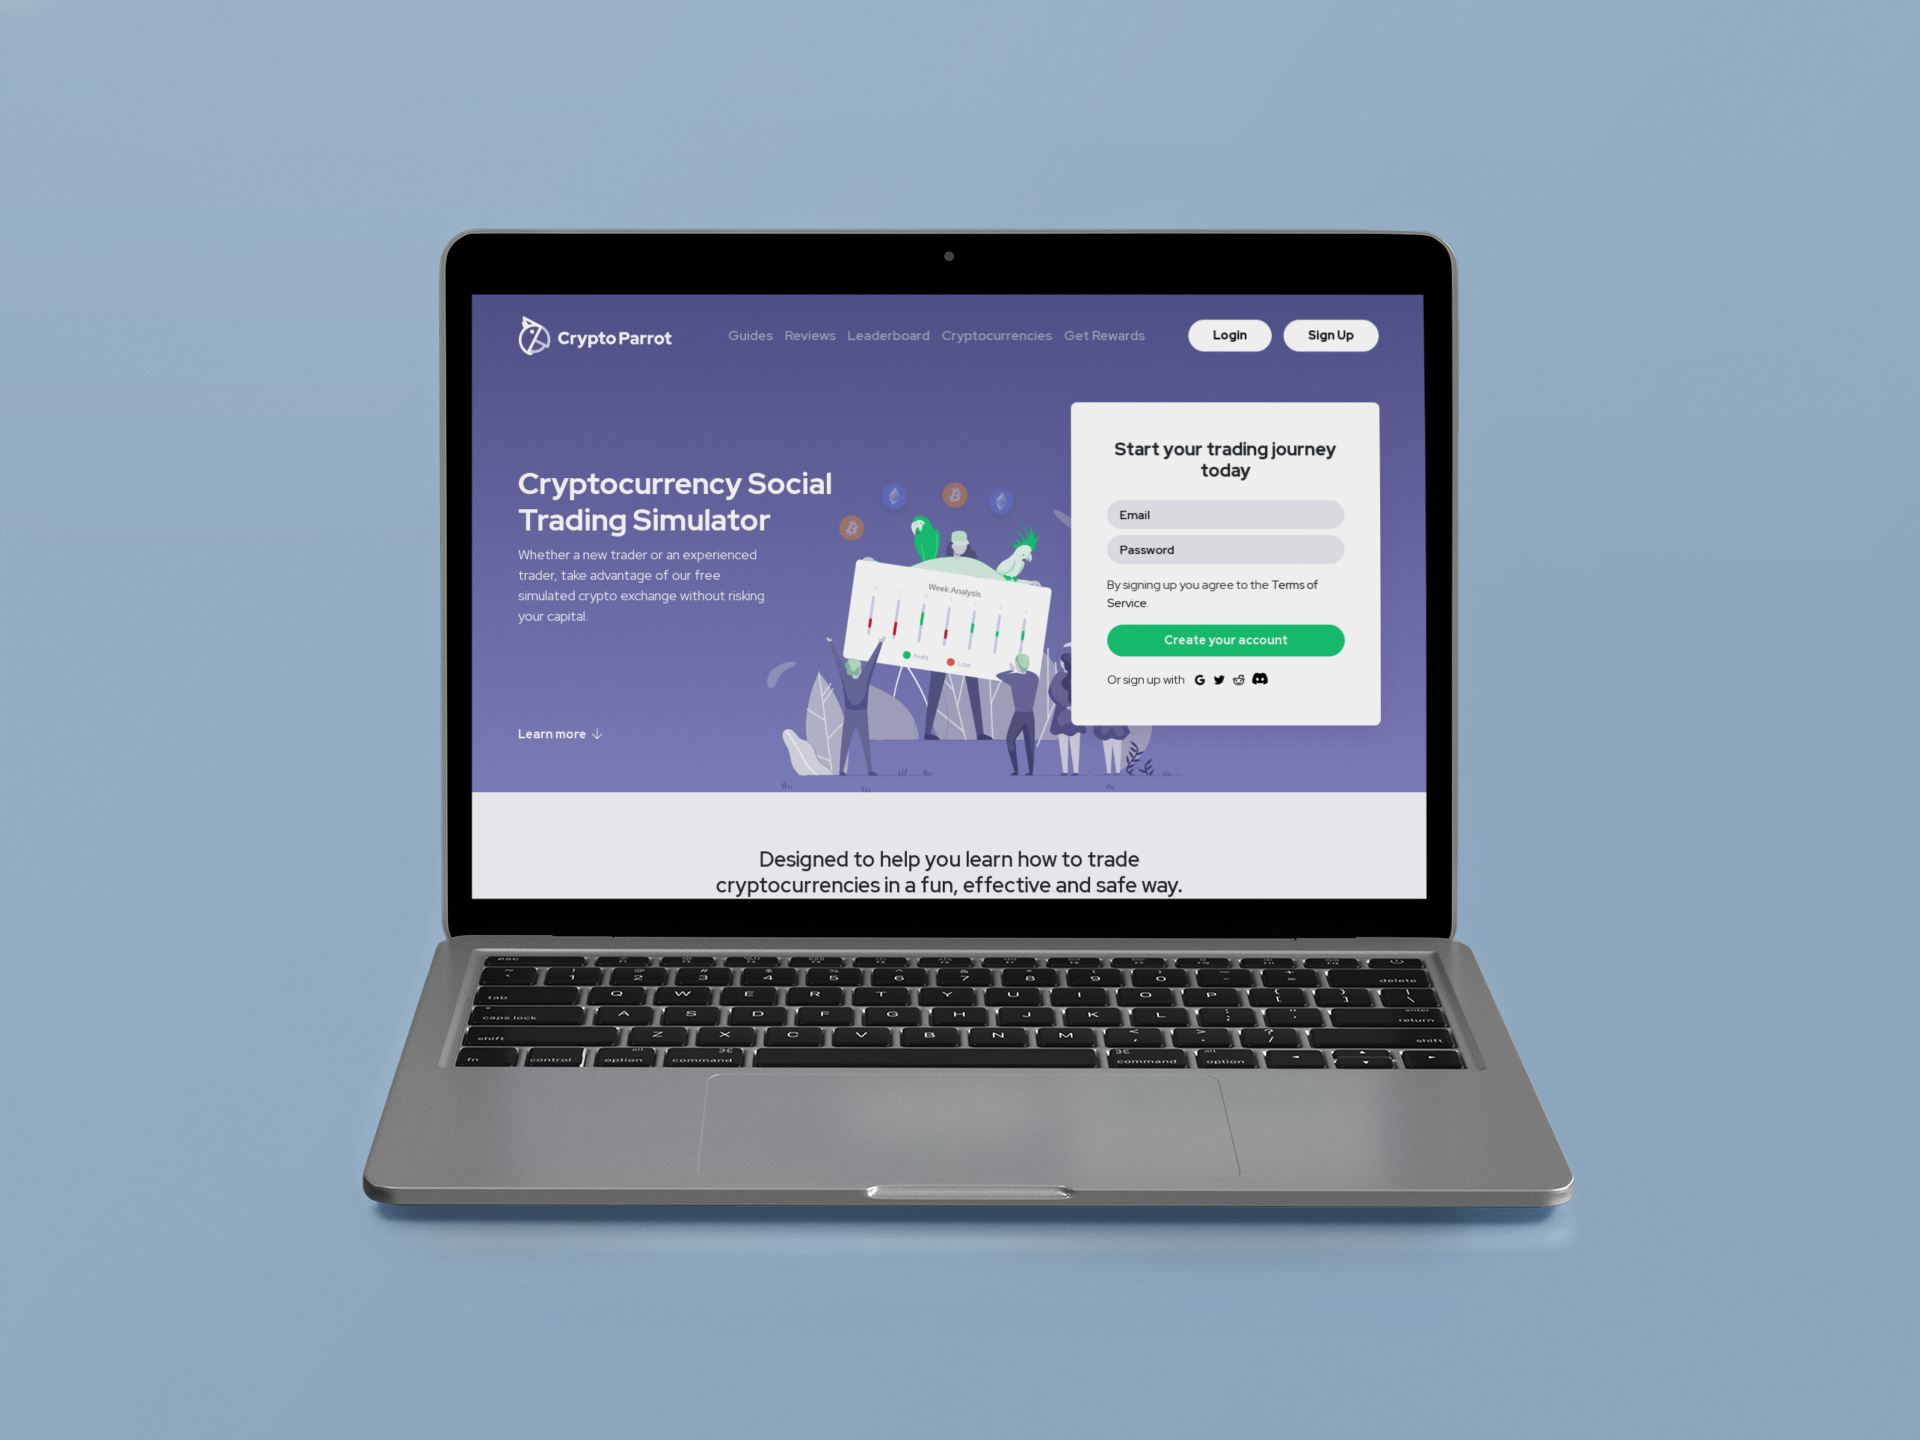 Crypto Parrot
Guides Reviews Leaderboard Cryptocurrencies Get Rewards
Login
Sign Up
Cryptocurrency Social
Trading Simulator
Whether a new trader or an experienced
trader, take advantage of our free
simulated crypto exchange without risking
your capital.
Learn more
Week Analysis
Profit
Loss
Start your trading journey
today
Email
Password
By signing up you agree to the Terms of
Service.
Create your account
Or sign up with
Designed to help you learn how to trade
cryptocurrencies in a fun, effective and safe way.
esc
~ ! @ # $ % ^ & * ( ) _ +
` 1 2 3 4 5 6 7 8 9 0 - = delete
tab Q W E R T Y U I O P { [ } ] | \
caps lock A S D F G H J K L : ; " ' enter return
shift Z X C V B N M < , > . ? / shift
fn control alt option ⌘ command ⌘ command alt option